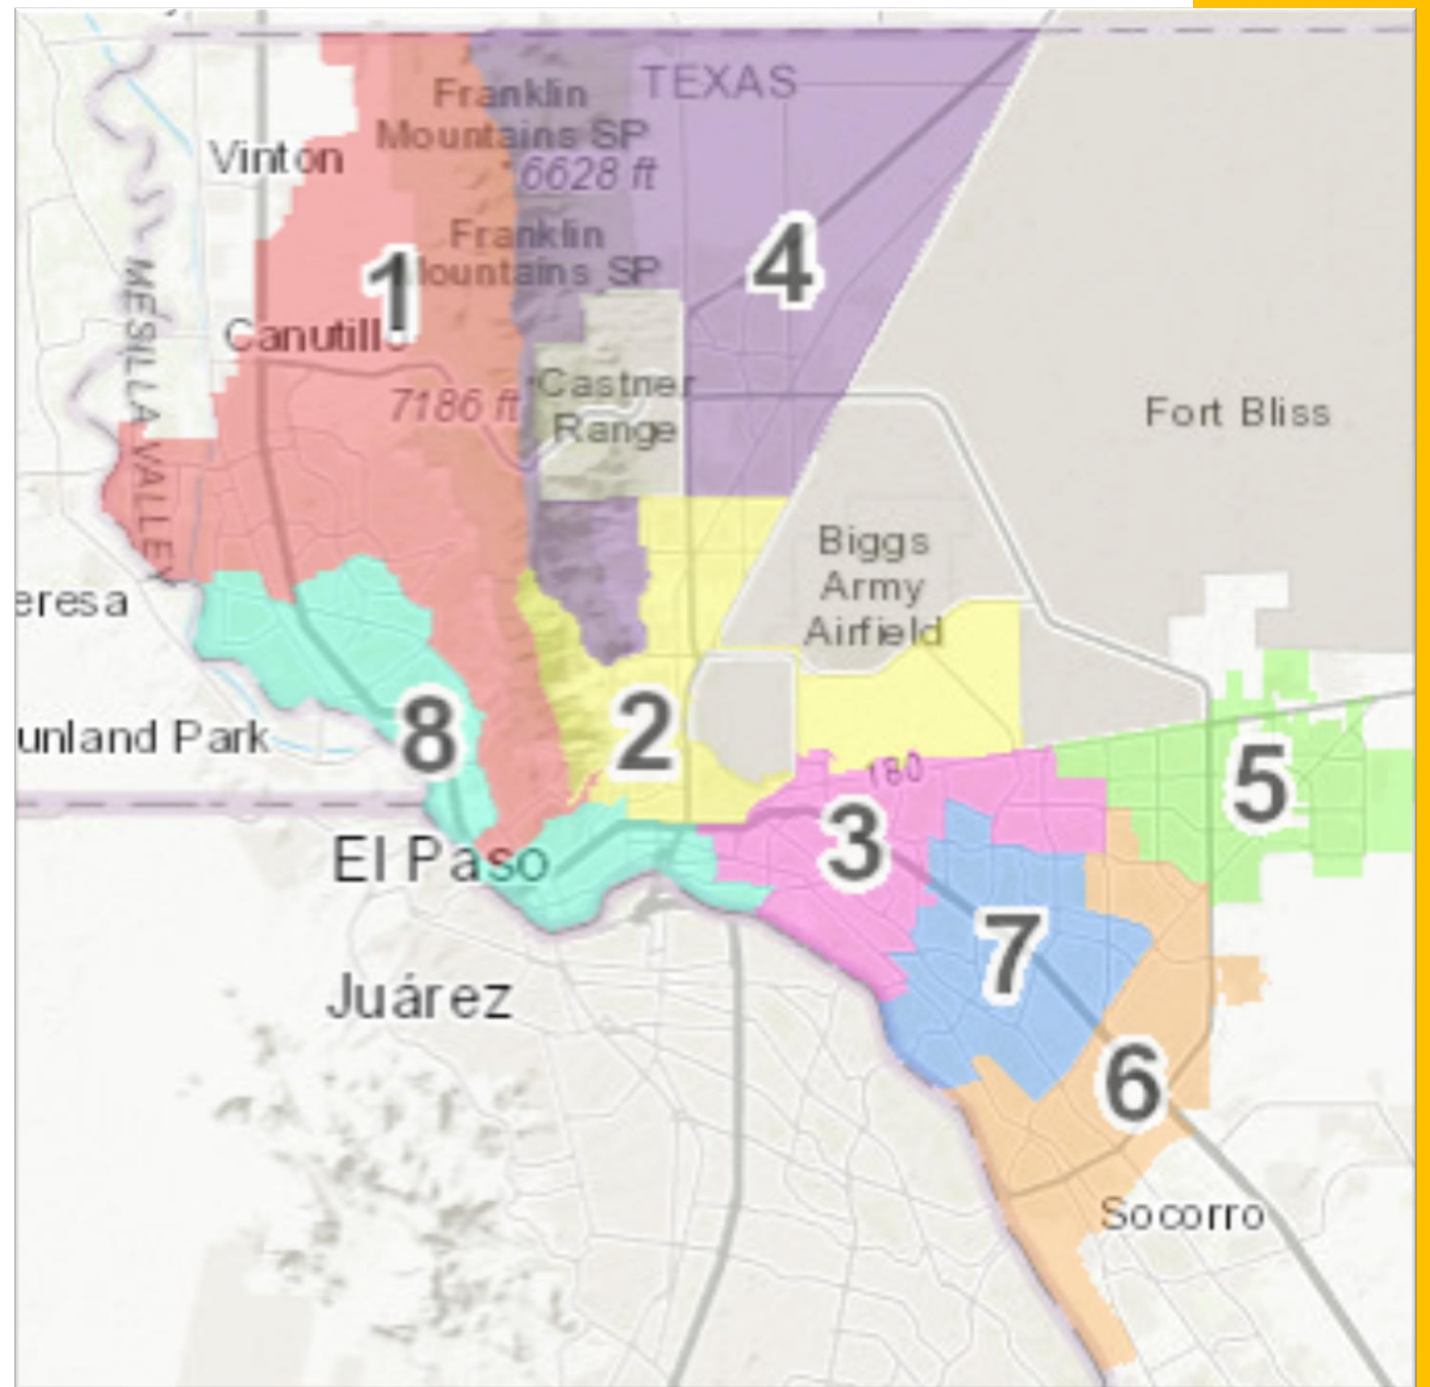 TEXAS
Franklin
Mountains SP
6628 ft
Vinton
Franklin
Mountains SP
4
1
Canutillo
MESILLA VALLEY
7186 ft
Castner
Range
Fort Bliss
Biggs
Army
Airfield
eresa
unland Park
8
2
180
5
3
El Paso
7
Juárez
6
Socorro